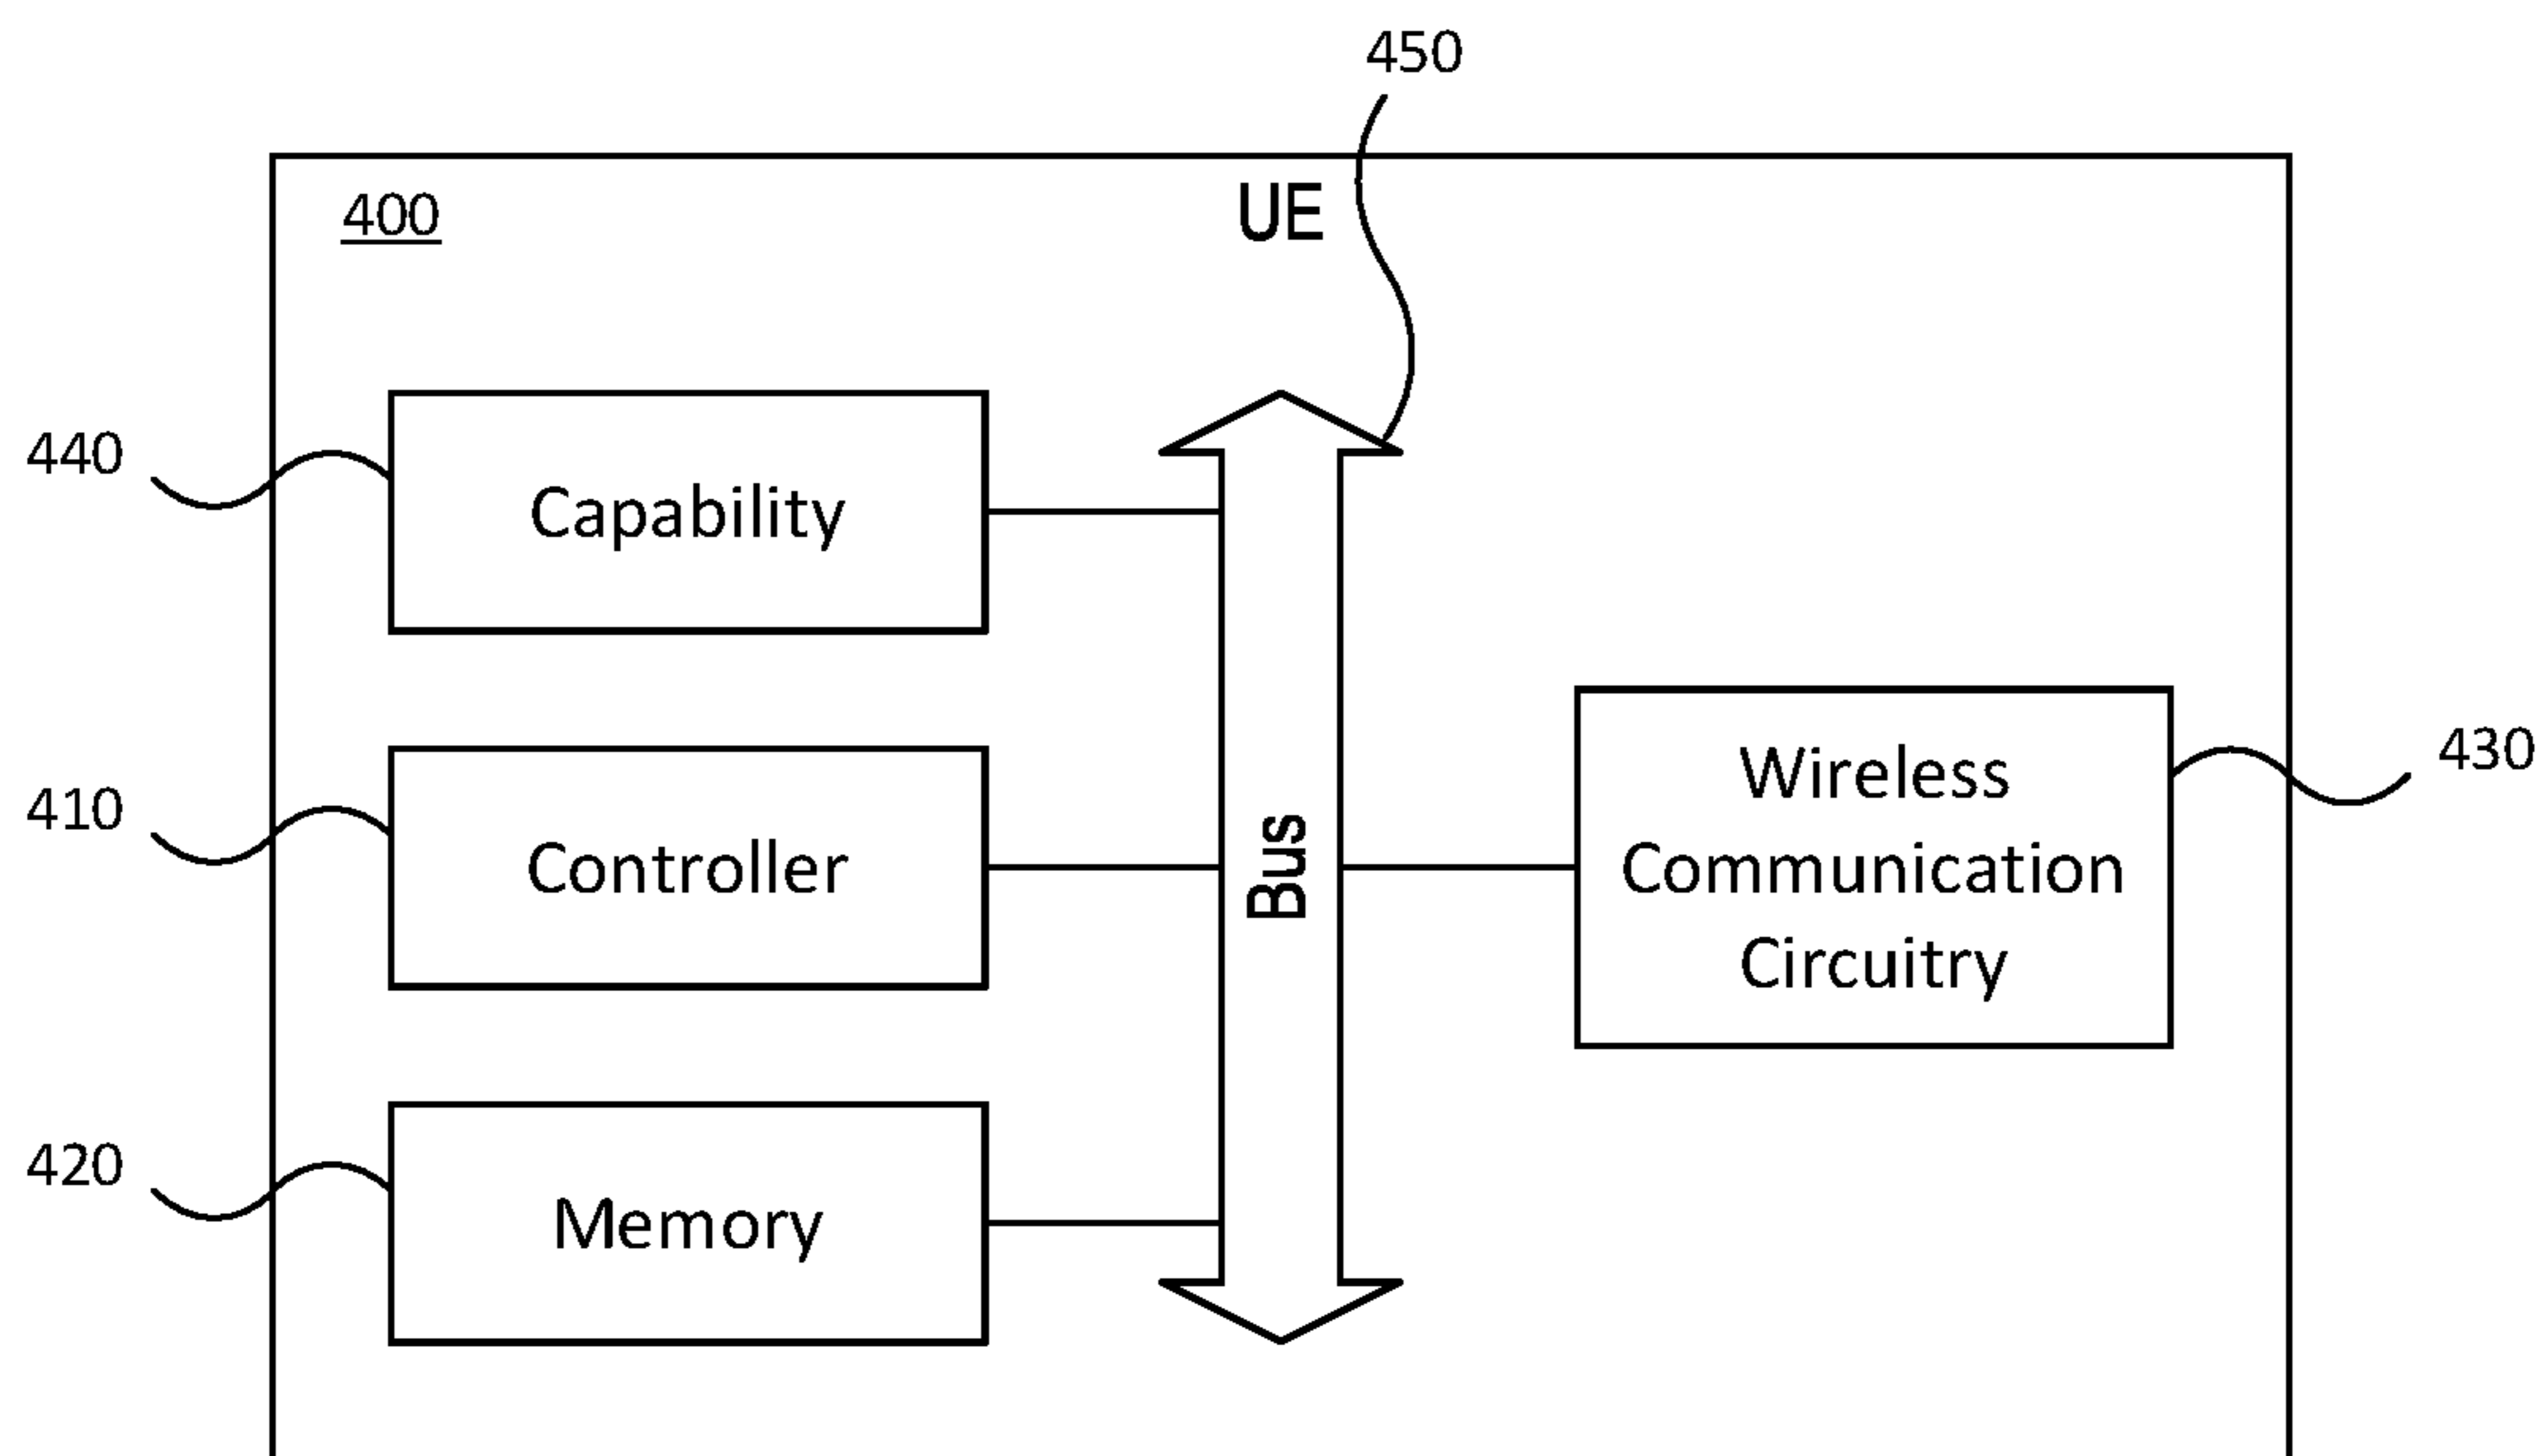 450
400
UE
440
Capability
430
Wireless
Communication
Circuitry
410
Controller
Bus
420
Memory